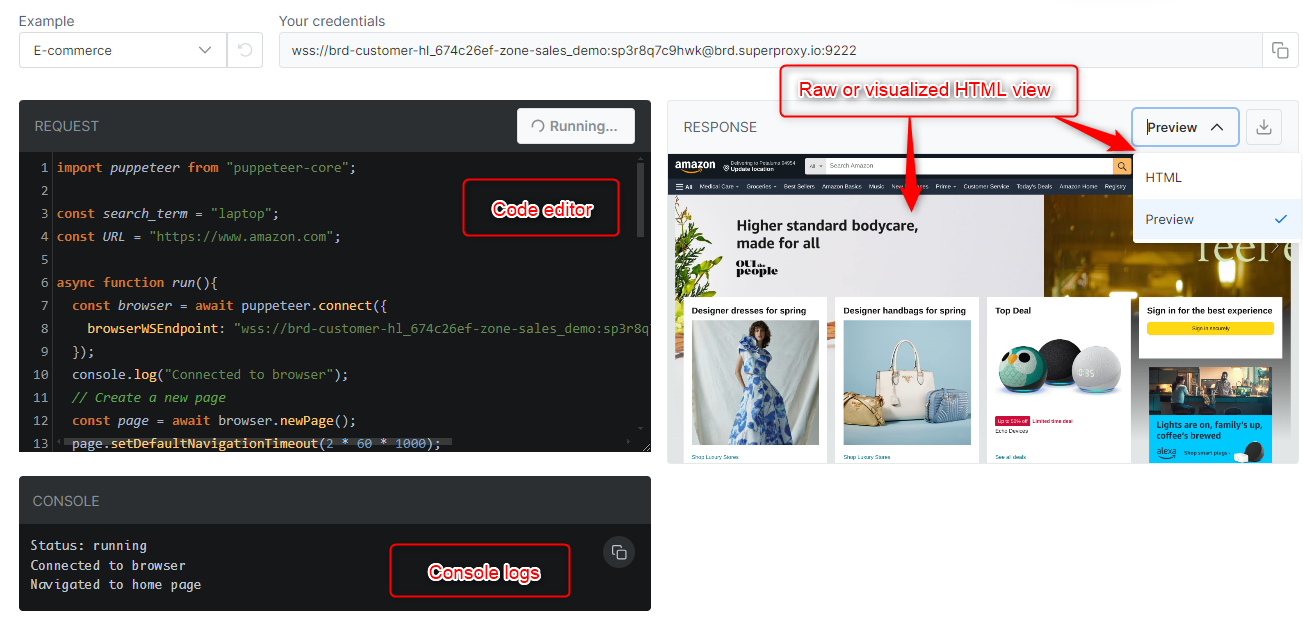 Example
Your credentials
E-commerce
wss://brd-customer-hl_674c26ef-zone-sales_demo:sp3r8q7c9hwk@brd.superproxy.io:9222
Raw or visualized HTML view
REQUEST
Running...
1 import puppeteer from "puppeteer-core";
2
3 const search_term = "laptop";
4 const URL = "https://www.amazon.com";
5
6 async function run(){
7 const browser = await puppeteer.connect({
8 browserWSEndpoint: "wss://brd-customer-hl_674c26ef-zone-sales_demo:sp3r8q
9 });
10 console.log("Connected to browser");
11 // Create a new page
12 const page = await browser.newPage();
13 page.setDefaultNavigationTimeout(2 * 60 * 1000);
Code editor
RESPONSE
Preview
HTML
Preview
amazon
Delivering to Petaluma 94954
Update location
All
Search Amazon
All Medical Care Groceries Best Sellers Amazon Basics Music Prime Customer Service Today's Deals Amazon Home Registry
Higher standard bodycare,
made for all
OUI the
people
feel
Designer dresses for spring
Shop Luxury Stores
Designer handbags for spring
Shop Luxury Stores
Top Deal
Up to 50% off Limited time deal
Echo Devices
See all deals
Sign in for the best experience
Sign in securely
Lights are on, family's up,
coffee's brewed
alexa Shop smart plugs ›
CONSOLE
Status: running
Connected to browser
Navigated to home page
Console logs